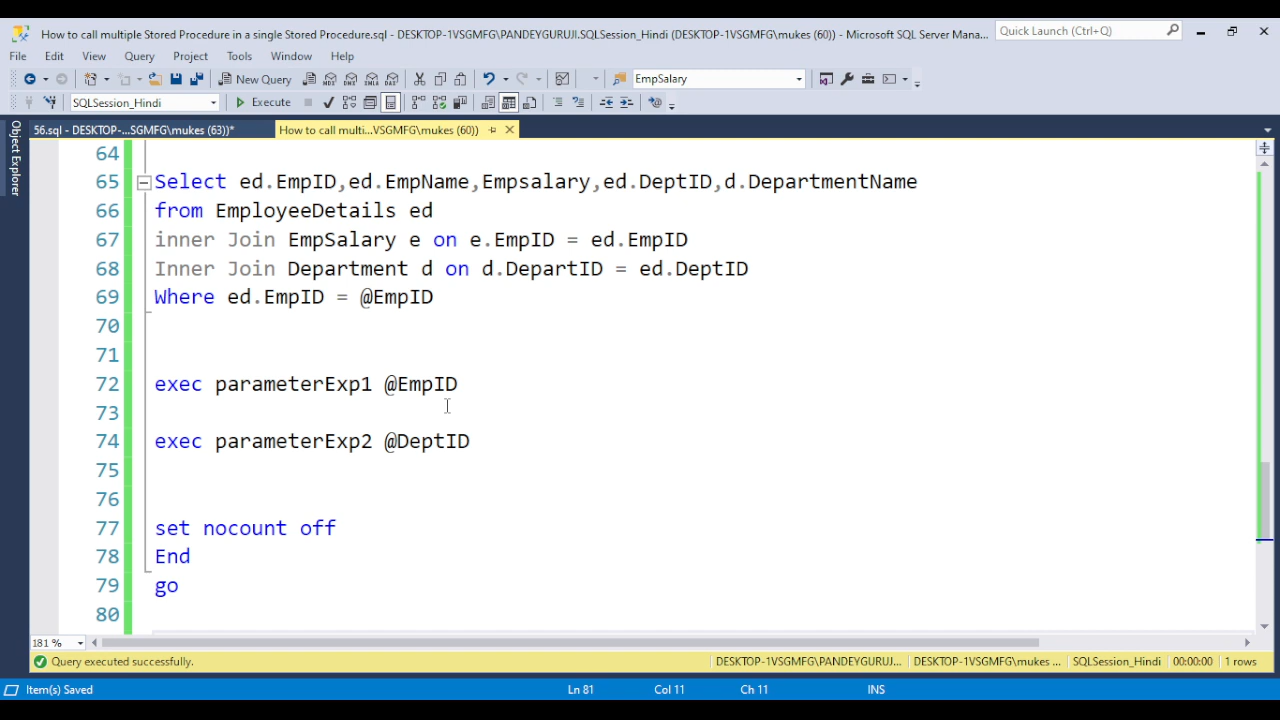 How to call multiple Stored Procedure in a single Stored Procedure.sql - DESKTOP-1VSGMFG\PANDEYGURUJI.SQLSession_Hindi (DESKTOP-1VSGMFG\mukes (60)) - Microsoft SQL Server Mana...
Quick Launch (Ctrl+Q)
File Edit View Query Project Tools Window Help
New Query
EmpSalary
SQLSession_Hindi
Execute
56.sql - DESKTOP-...SGMFG\mukes (63))*
How to call multi...VSGMFG\mukes (60))
Object Explorer
64
65 Select ed.EmpID,ed.EmpName,Empsalary,ed.DeptID,d.DepartmentName
66 from EmployeeDetails ed
67 inner Join EmpSalary e on e.EmpID = ed.EmpID
68 Inner Join Department d on d.DepartID = ed.DeptID
69 Where ed.EmpID = @EmpID
70
71
72 exec parameterExp1 @EmpID
73
74 exec parameterExp2 @DeptID
75
76
77 set nocount off
78 End
79 go
80
181 %
Query executed successfully.
DESKTOP-1VSGMFG\PANDEYGURUJ...
DESKTOP-1VSGMFG\mukes ...
SQLSession_Hindi
00:00:00
1 rows
Item(s) Saved
Ln 81
Col 11
Ch 11
INS